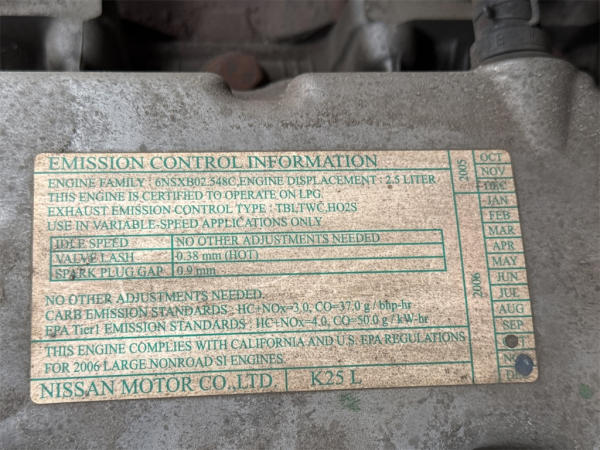 EMISSION CONTROL INFORMATION
ENGINE FAMILY : 6NSXB02.548C, ENGINE DISPLACEMENT : 2.5 LITER
THIS ENGINE IS CERTIFIED TO OPERATE ON LPG
EXHAUST EMISSION CONTROL TYPE : TBI,TWC,HO2S
USE IN VARIABLE-SPEED APPLICATIONS ONLY
IDLE SPEED NO OTHER ADJUSTMENTS NEEDED
VALVE LASH 0.38 mm (HOT)
SPARK PLUG GAP 0.9 mm
NO OTHER ADJUSTMENTS NEEDED.
CARB EMISSION STANDARDS : HC+NOx=3.0, CO=37.0 g / bhp-hr
EPA Tier1 EMISSION STANDARDS : HC+NOx=4.0, CO=50.0 g / kW-hr
THIS ENGINE COMPLIES WITH CALIFORNIA AND U.S. EPA REGULATIONS
FOR 2006 LARGE NONROAD SI ENGINES.
NISSAN MOTOR CO.,LTD. K25 L
2005
OCT
NOV
DEC
2006
JAN
FEB
MAR
APR
MAY
JUN
JUL
AUG
SEP